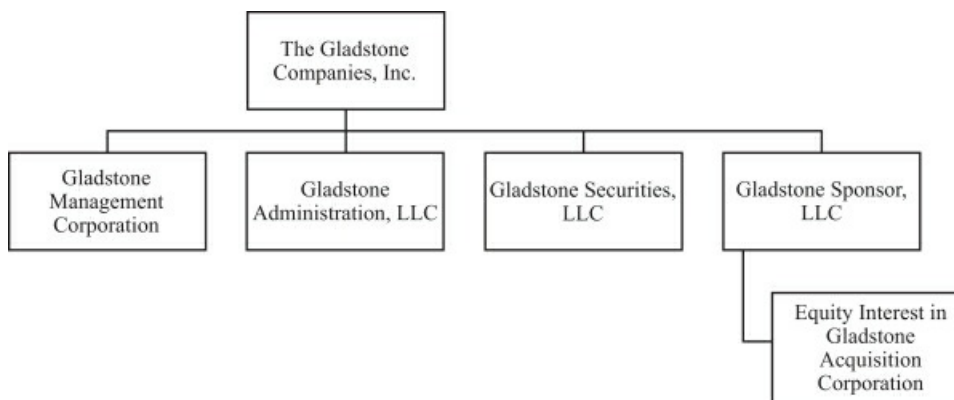 The Gladstone
Companies, Inc.
Gladstone
Management
Corporation
Gladstone
Administration, LLC
Gladstone Securities,
LLC
Gladstone Sponsor,
LLC
Equity Interest in
Gladstone
Acquisition
Corporation